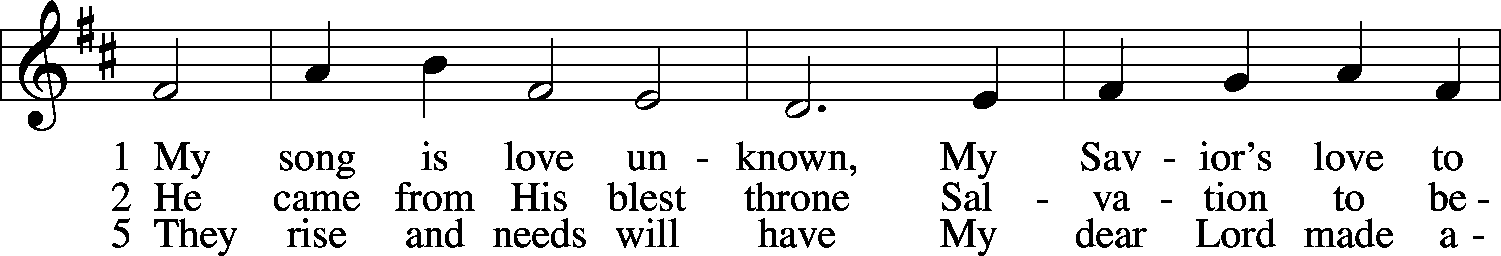 1 My song is love un - known, My Sav - ior's love to
2 He came from His blest throne Sal - va - tion to be -
5 They rise and needs will have My dear Lord made a -